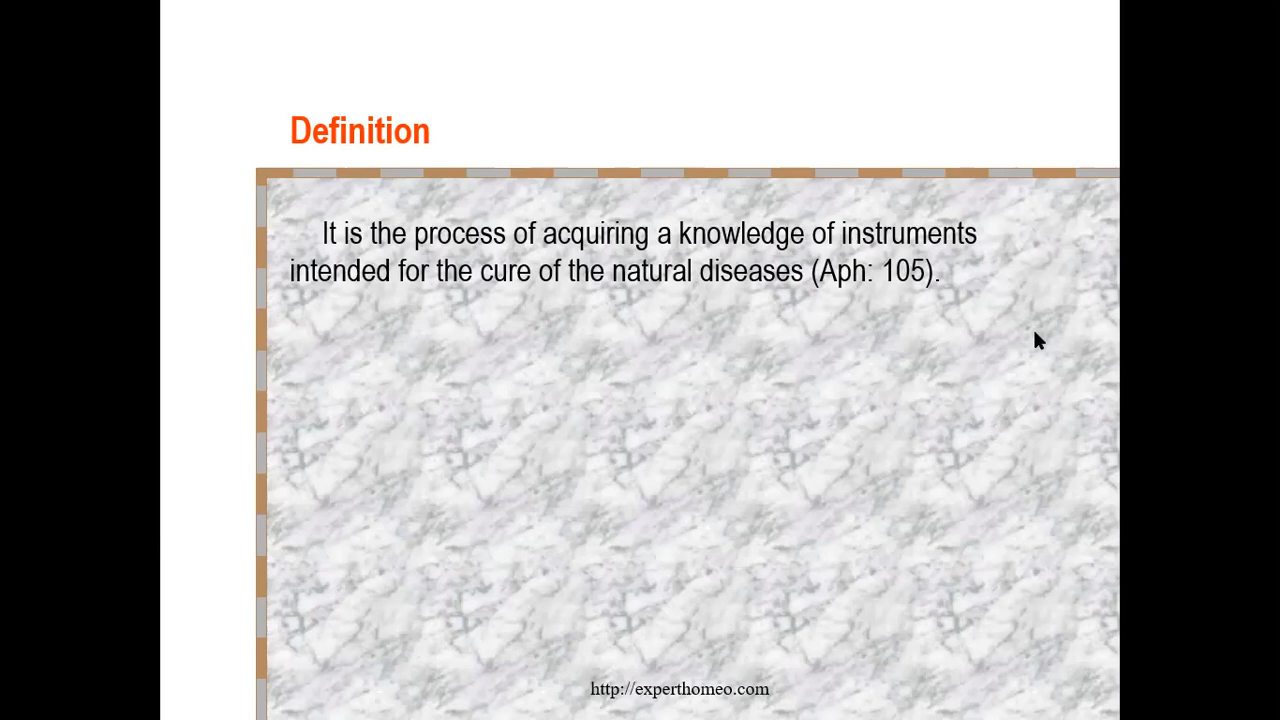 Definition
It is the process of acquiring a knowledge of instruments
intended for the cure of the natural diseases (Aph: 105).
http://experthomeo.com